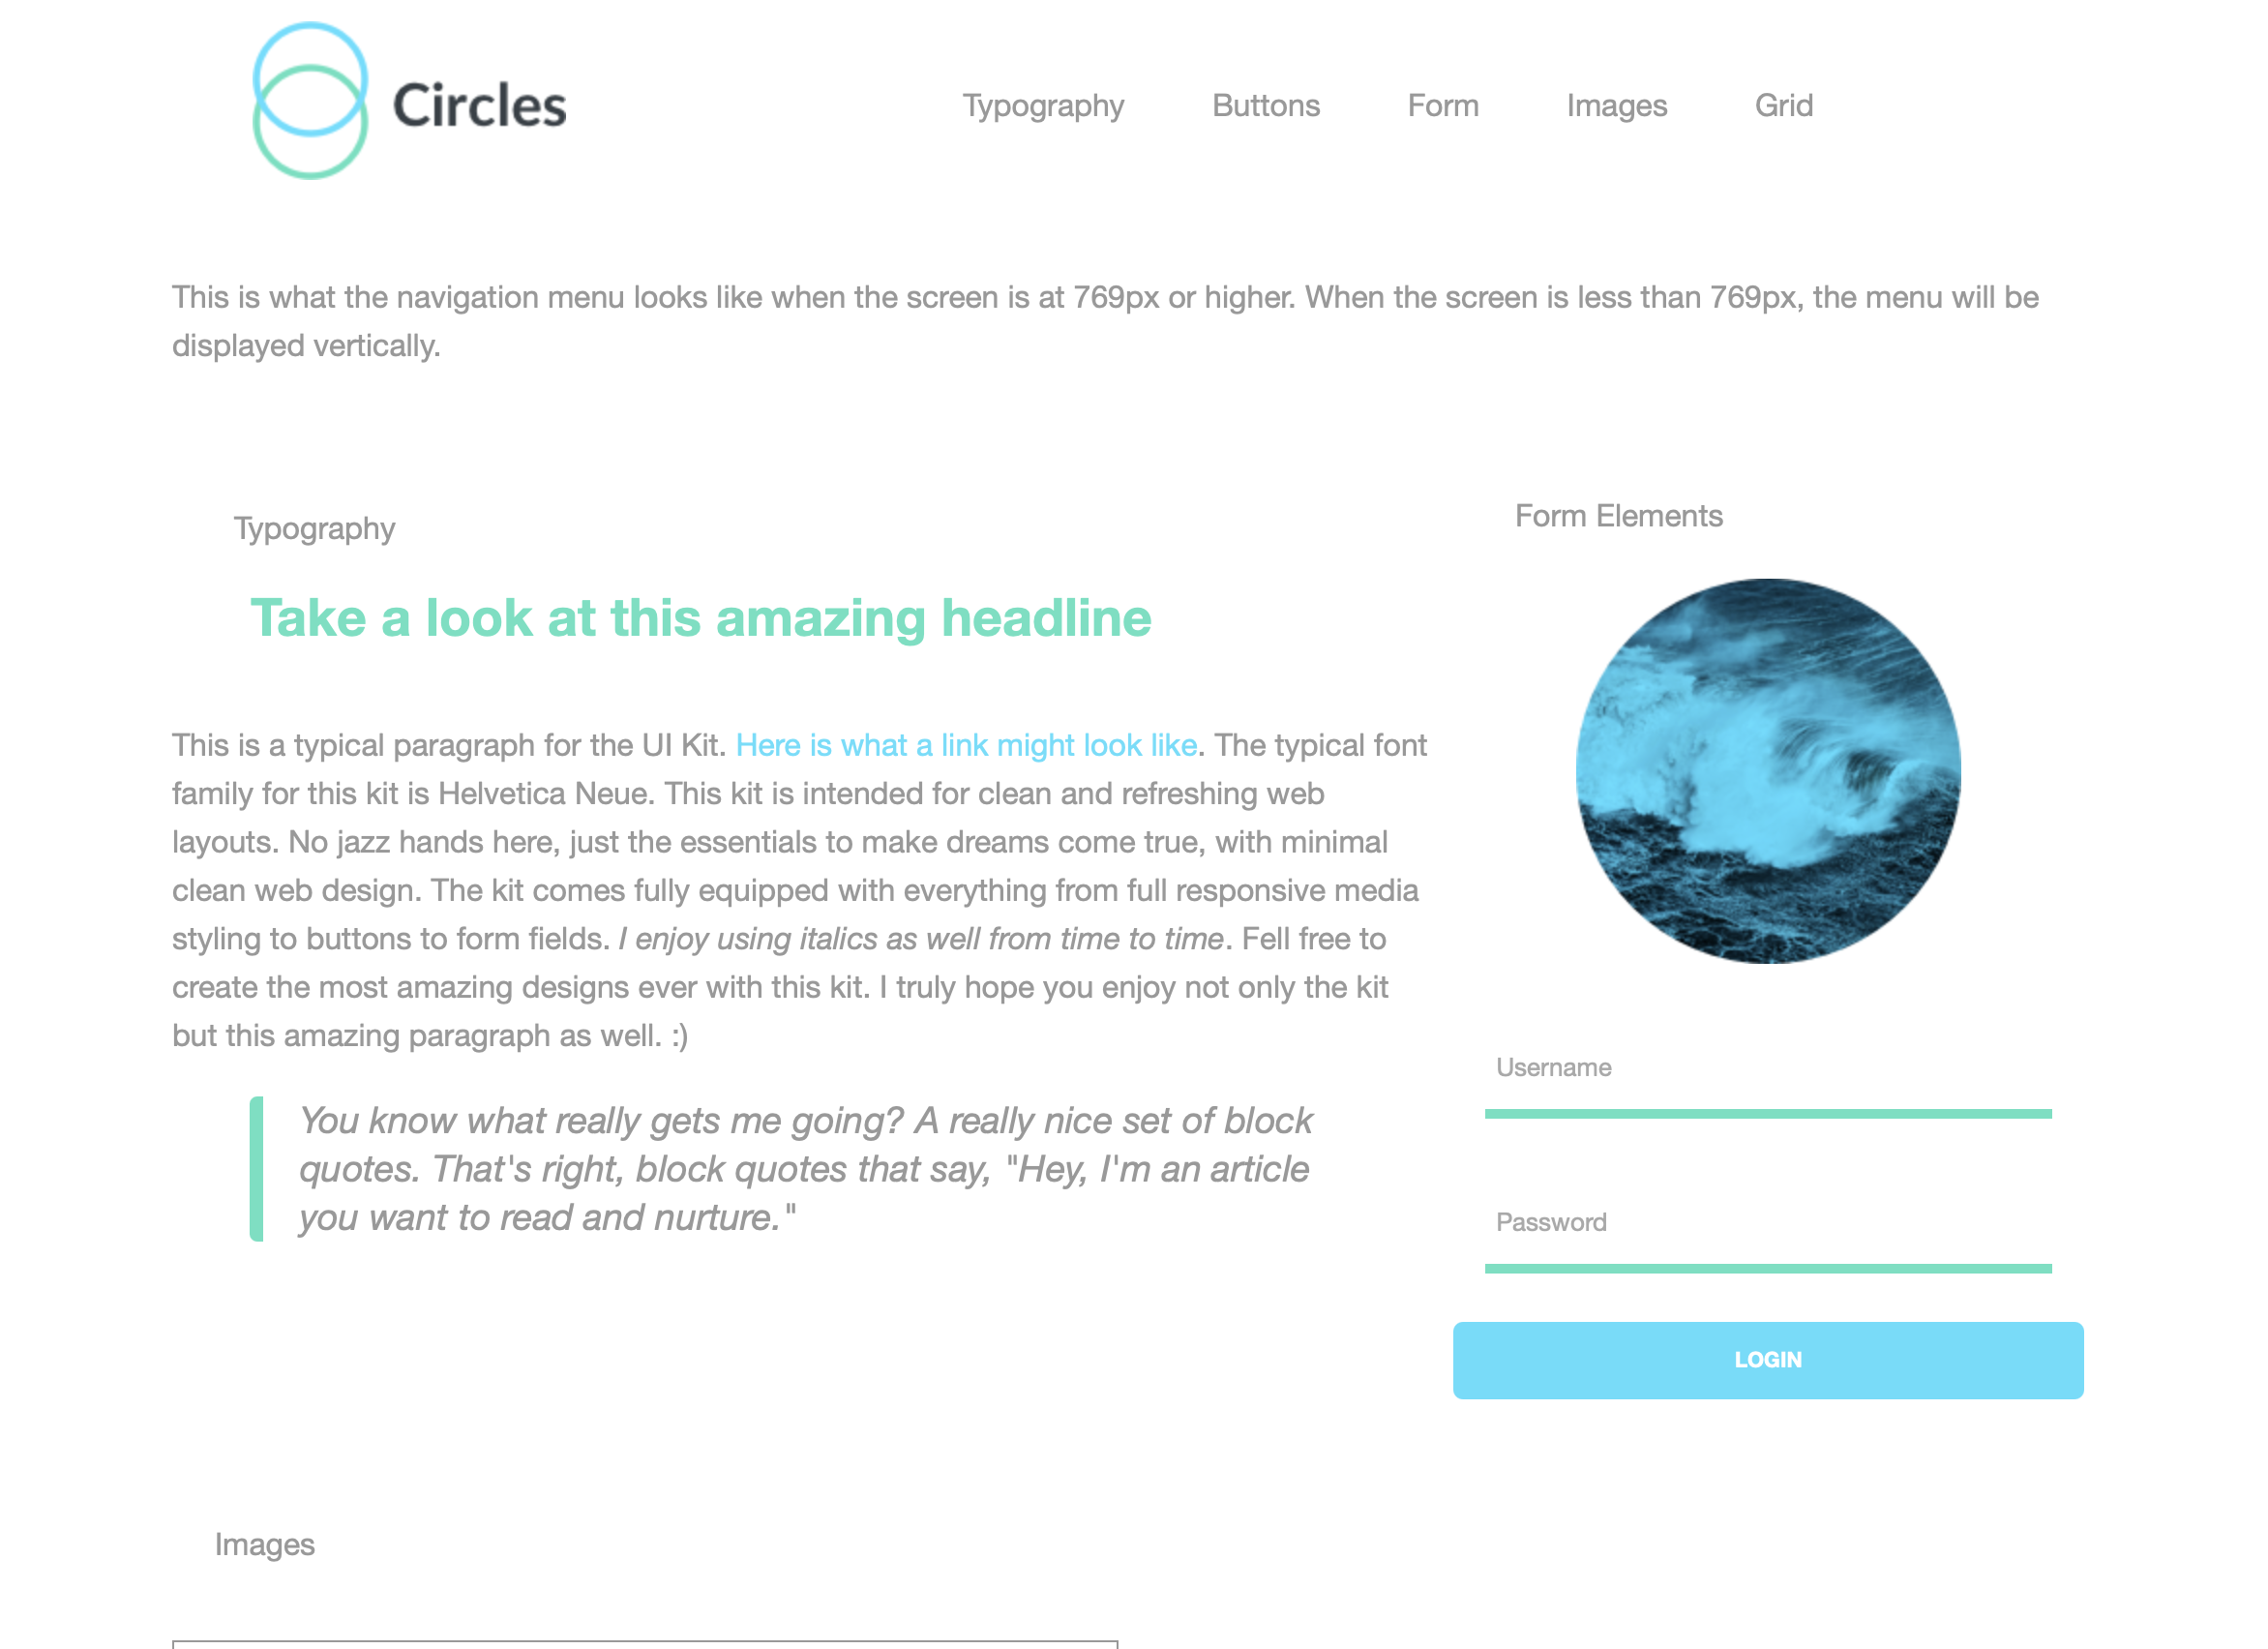 Circles
Typography Buttons Form Images Grid
This is what the navigation menu looks like when the screen is at 769px or higher. When the screen is less than 769px, the menu will be
displayed vertically.
Typography
Take a look at this amazing headline
This is a typical paragraph for the UI Kit. Here is what a link might look like. The typical font
family for this kit is Helvetica Neue. This kit is intended for clean and refreshing web
layouts. No jazz hands here, just the essentials to make dreams come true, with minimal
clean web design. The kit comes fully equipped with everything from full responsive media
styling to buttons to form fields. I enjoy using italics as well from time to time. Fell free to
create the most amazing designs ever with this kit. I truly hope you enjoy not only the kit
but this amazing paragraph as well. :)
You know what really gets me going? A really nice set of block
quotes. That's right, block quotes that say, "Hey, I'm an article
you want to read and nurture."
Form Elements
Username
Password
LOGIN
Images